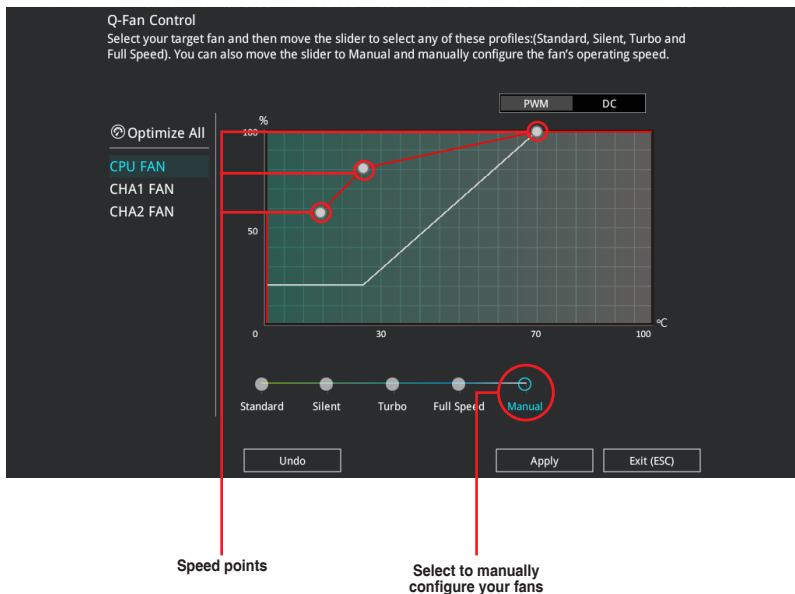 Q-Fan Control
Select your target fan and then move the slider to select any of these profiles:(Standard, Silent, Turbo and
Full Speed). You can also move the slider to Manual and manually configure the fan's operating speed.
PWM DC
Optimize All
CPU FAN
CHA1 FAN
CHA2 FAN
%
100
50
0 30 70 100
ºC
Standard Silent Turbo Full Speed Manual
Undo Apply Exit (ESC)
Speed points
Select to manually
configure your fans